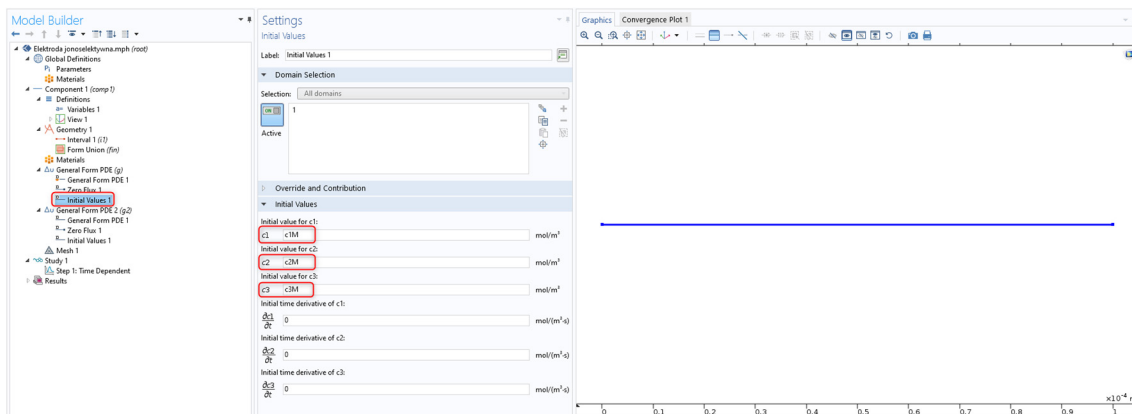 Model Builder
Elektroda jonoselektywna.mph (root)
Global Definitions
Pi Parameters
Materials
Component 1 (comp1)
Definitions
a= Variables 1
View 1
Geometry 1
Interval 1 (i1)
Form Union (fin)
Materials
Δu General Form PDE (g)
General Form PDE 1
Zero Flux 1
Initial Values 1
Δu General Form PDE 2 (g2)
General Form PDE 1
Zero Flux 1
Initial Values 1
Mesh 1
Study 1
Step 1: Time Dependent
Results
Settings
Initial Values
Label: Initial Values 1
Domain Selection
Selection: All domains
1
Active
Override and Contribution
Initial Values
Initial value for c1:
c1 c1M mol/m³
Initial value for c2:
c2 c2M mol/m³
Initial value for c3:
c3 c3M mol/m³
Initial time derivative of c1:
∂c1/∂t 0 mol/(m³·s)
Initial time derivative of c2:
∂c2/∂t 0 mol/(m³·s)
Initial time derivative of c3:
∂c3/∂t 0 mol/(m³·s)
Graphics Convergence Plot 1
×10⁻⁴
0 0.1 0.2 0.3 0.4 0.5 0.6 0.7 0.8 0.9 1